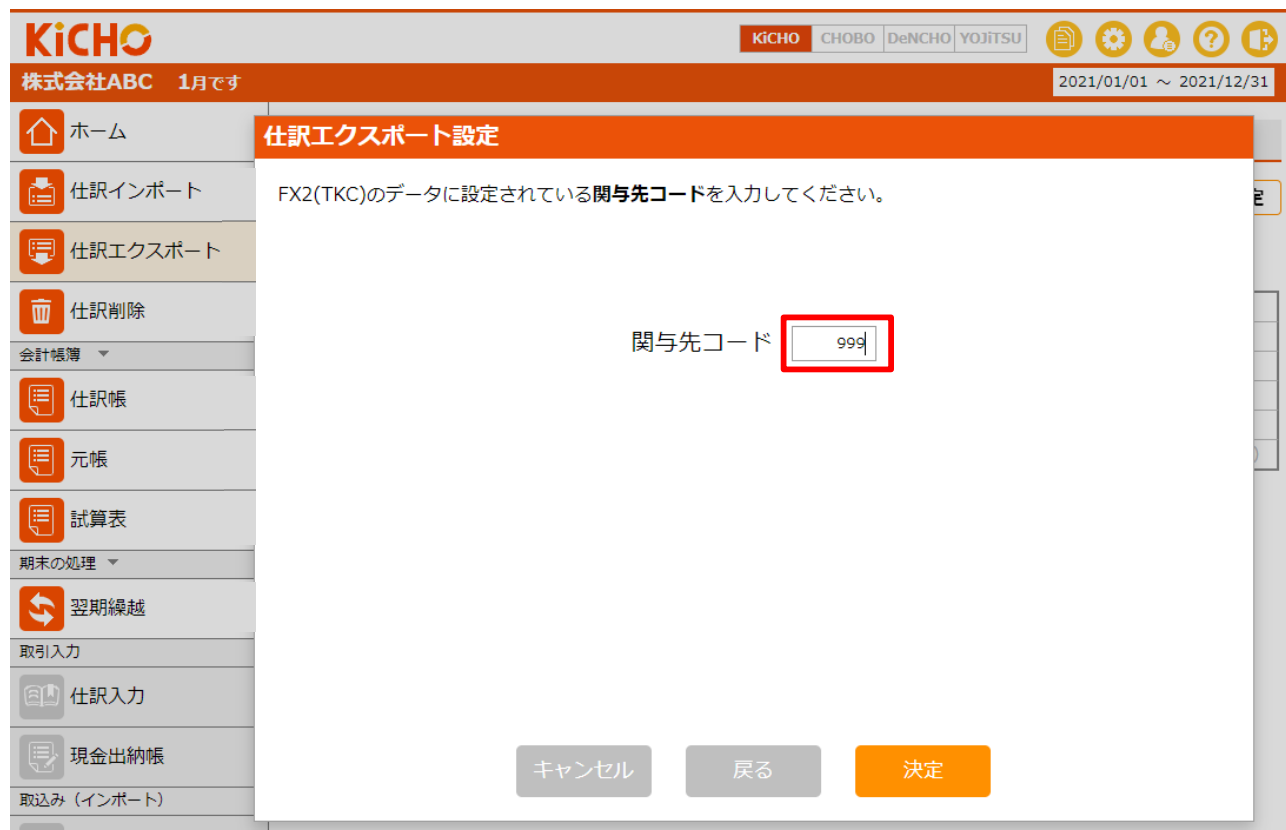 KiCHO
KiCHO CHOBO DeNCHO YOJiTSU
株式会社ABC 1月です
2021/01/01 ～ 2021/12/31
ホーム
仕訳インポート
仕訳エクスポート
仕訳削除
会計帳簿
仕訳帳
元帳
試算表
期末の処理
翌期繰越
取引入力
仕訳入力
現金出納帳
取込み（インポート）
仕訳エクスポート設定
FX2(TKC)のデータに設定されている関与先コードを入力してください。
定
関与先コード 999
キャンセル 戻る 決定